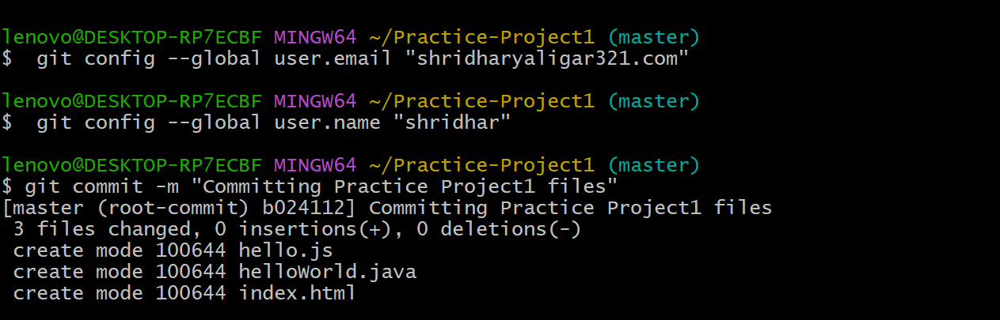 lenovo@DESKTOP-RP7ECBF MINGW64 ~/Practice-Project1 (master)
$  git config --global user.email "shridharyaligar321.com"
lenovo@DESKTOP-RP7ECBF MINGW64 ~/Practice-Project1 (master)
$  git config --global user.name "shridhar"
lenovo@DESKTOP-RP7ECBF MINGW64 ~/Practice-Project1 (master)
$ git commit -m "Committing Practice Project1 files"
[master (root-commit) b024112] Committing Practice Project1 files
 3 files changed, 0 insertions(+), 0 deletions(-)
 create mode 100644 hello.js
 create mode 100644 helloWorld.java
 create mode 100644 index.html